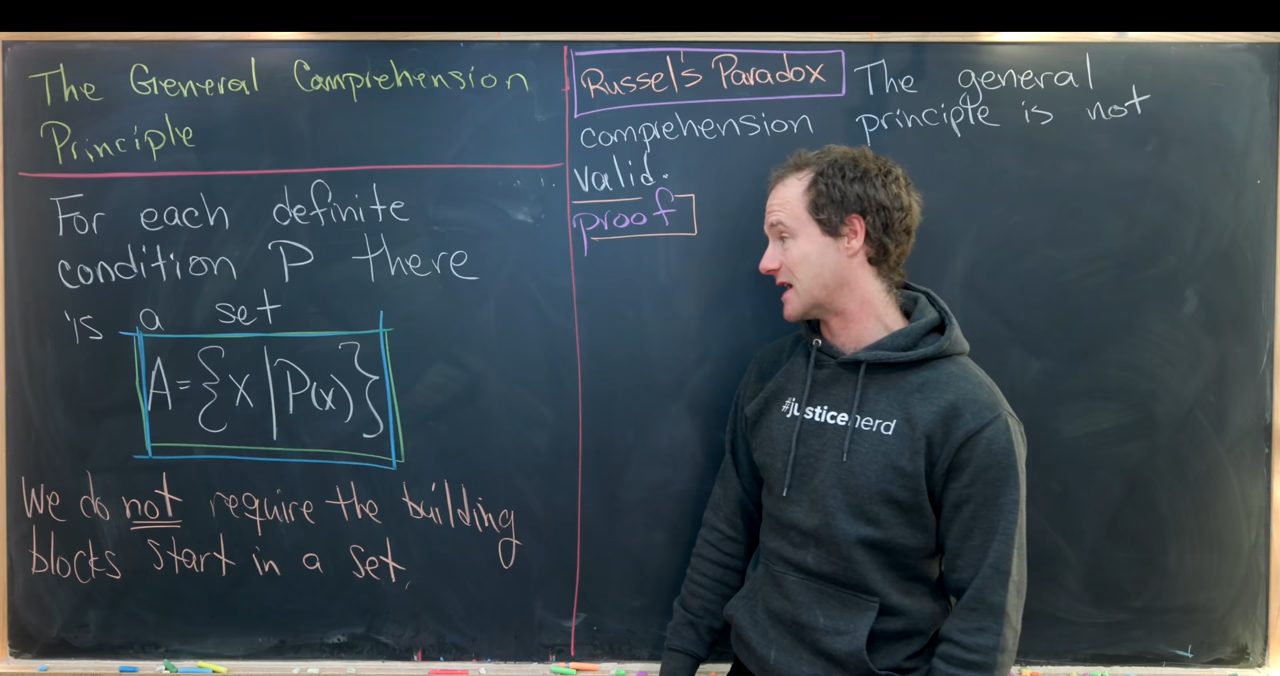 The General Comprehension
Principle
For each definite
condition P there
is a set
A={x|P(x)}
We do not require the building
blocks start in a set.
Russel's Paradox The general
comprehension principle is not
valid.
proof
#justicenerd